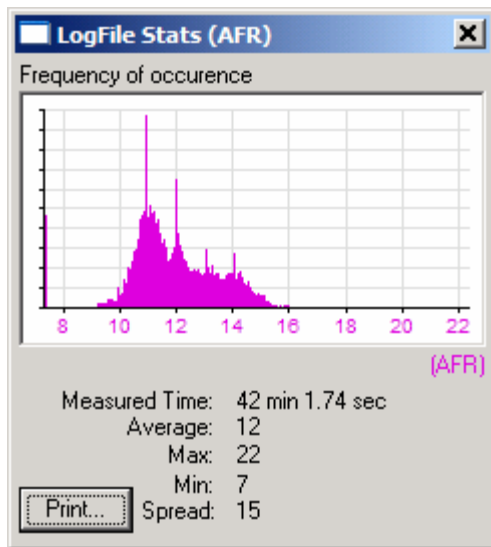 LogFile Stats (AFR)
Frequency of occurence
8 10 12 14 16 18 20 22
(AFR)
Measured Time: 42 min 1.74 sec
Average: 12
Max: 22
Min: 7
Print... Spread: 15